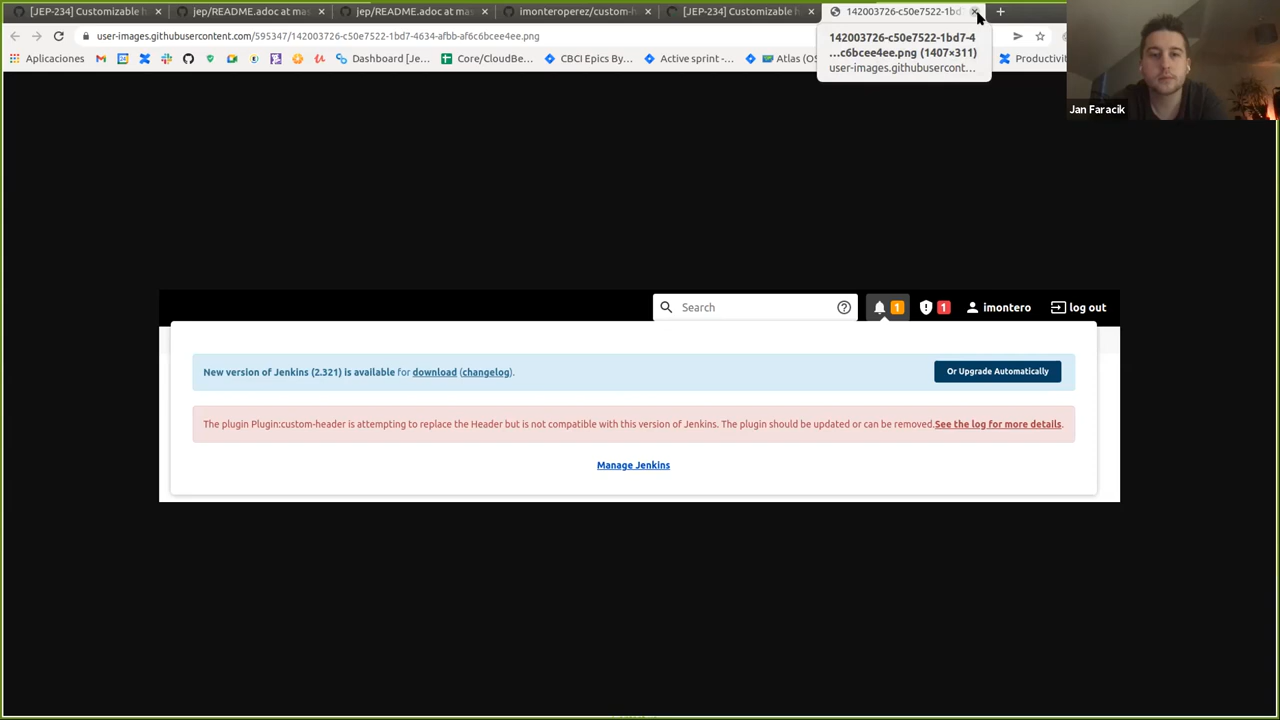 [JEP-234] Customizable h
jep/README.adoc at mas
jep/README.adoc at mas
imonteroperez/custom-h
[JEP-234] Customizable h
142003726-c50e7522-1bd
user-images.githubusercontent.com/595347/142003726-c50e7522-1bd7-4634-afbb-af6c6bcee4ee.png
142003726-c50e7522-1bd7-4
...c6bcee4ee.png (1407×311)
user-images.githubusercont...
Aplicaciones
Dashboard [Je...
Core/CloudBe...
CBCI Epics By...
Active sprint -...
Atlas (OS
Productivit
Jan Faracik
Search
1
1
imontero
log out
New version of Jenkins (2.321) is available for download (changelog).
Or Upgrade Automatically
The plugin Plugin:custom-header is attempting to replace the Header but is not compatible with this version of Jenkins. The plugin should be updated or can be removed.See the log for more details.
Manage Jenkins